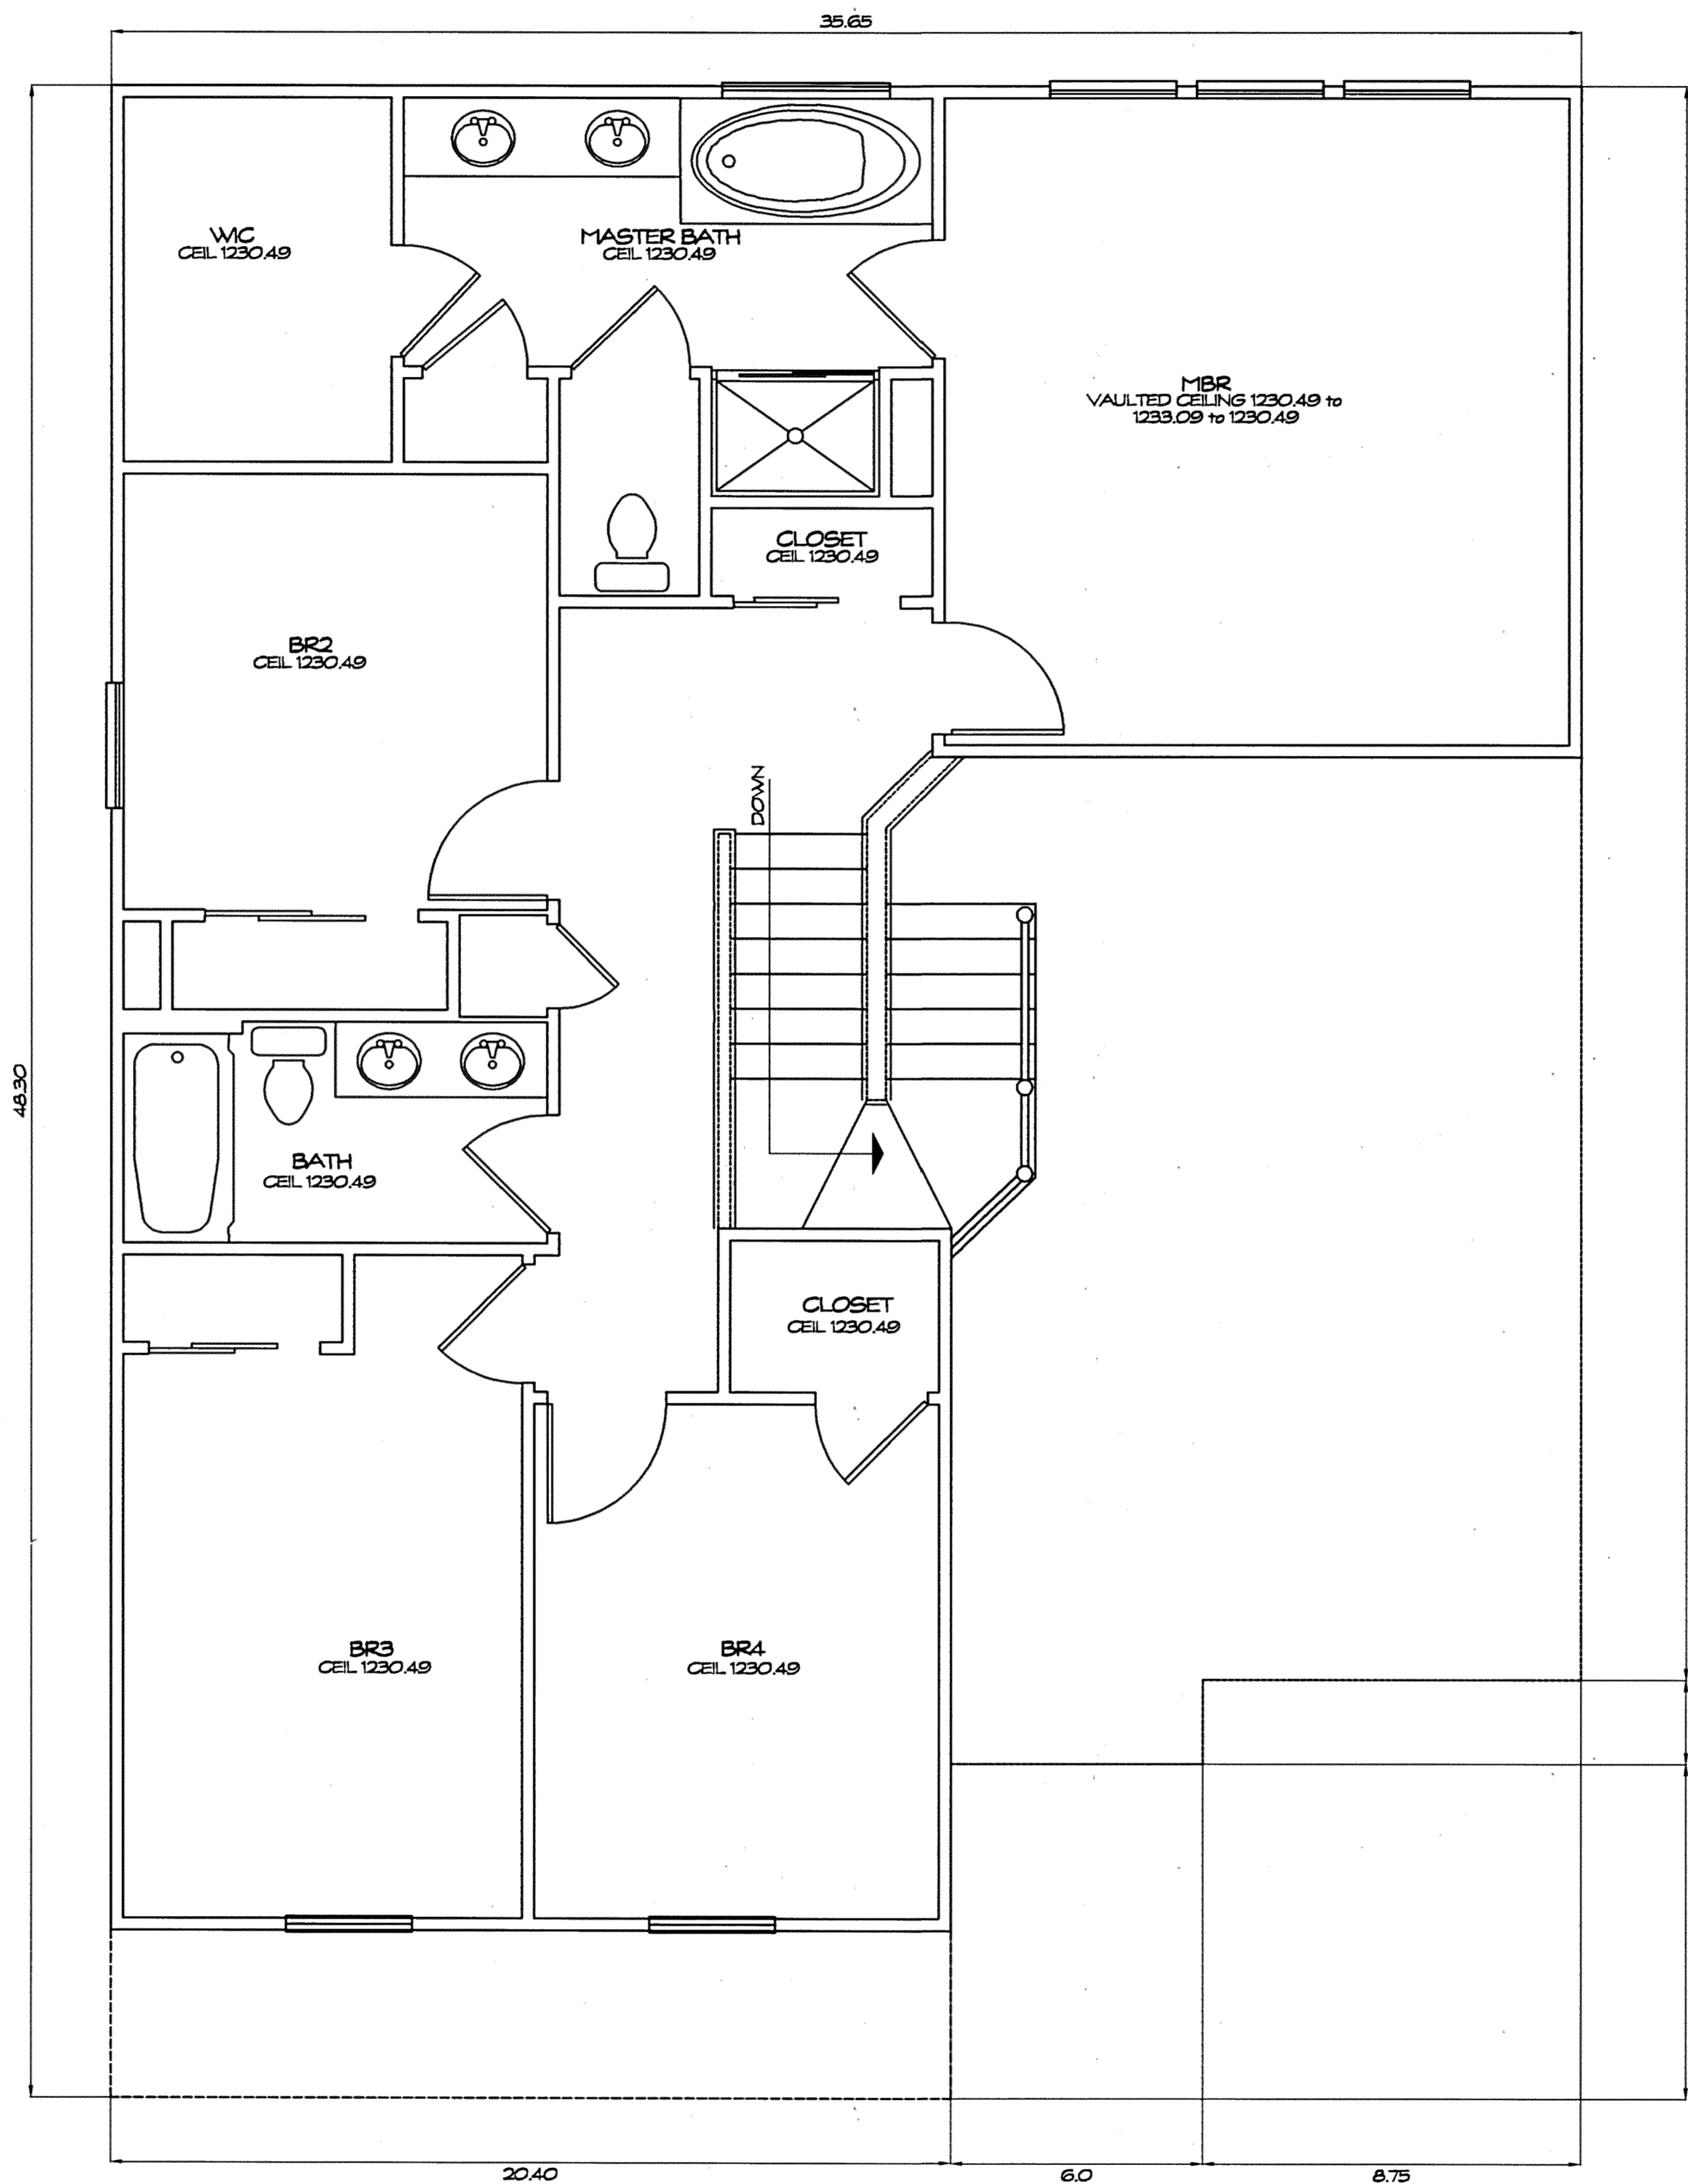 35.65
WIC
CEIL 1230.49
MASTER BATH
CEIL 1230.49
MBR
VAULTED CEILING 1230.49 to
1233.09 to 1230.49
CLOSET
CEIL 1230.49
BR2
CEIL 1230.49
DOWN
48.30
BATH
CEIL 1230.49
CLOSET
CEIL 1230.49
BR3
CEIL 1230.49
BR4
CEIL 1230.49
20.40
6.0
8.75